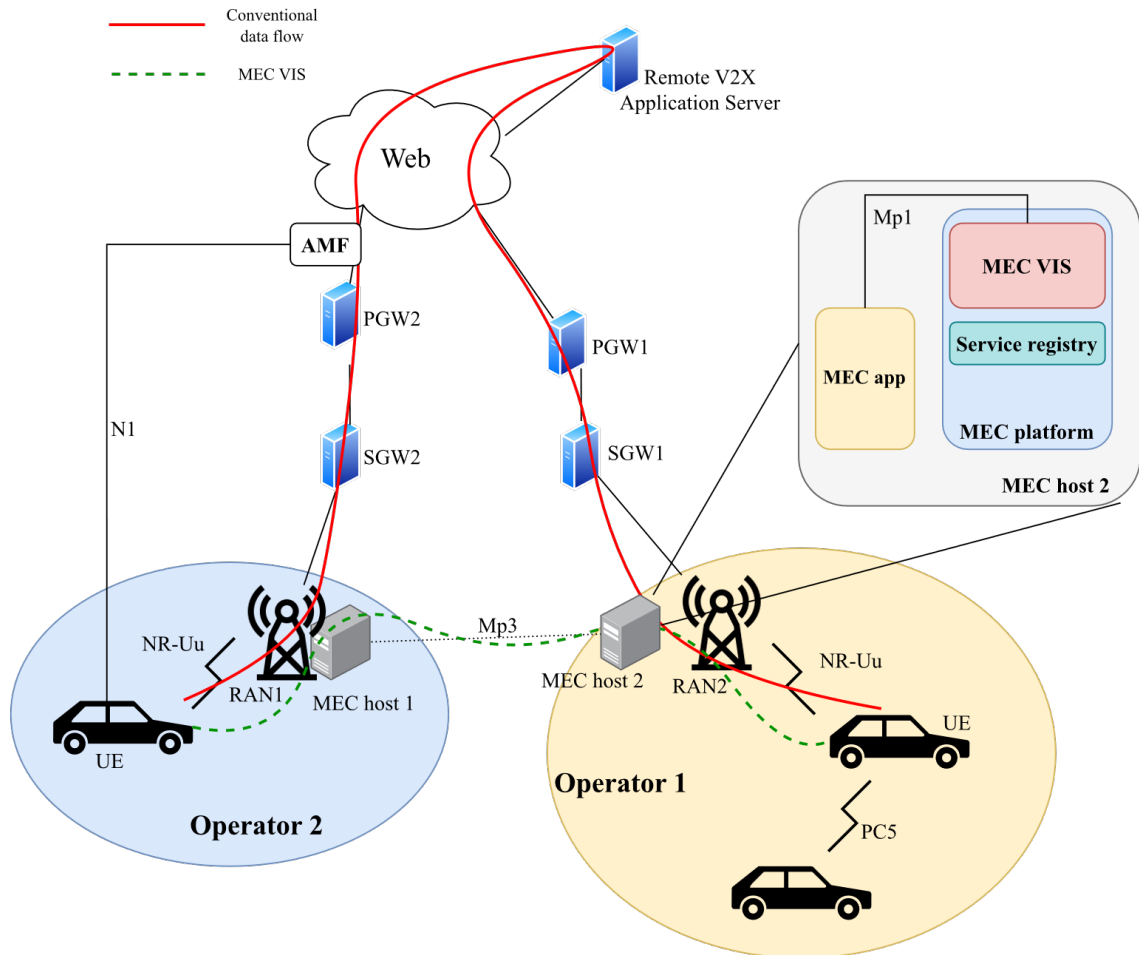 Conventional
data flow
MEC VIS
Remote V2X
Application Server
Web
AMF
Mp1
MEC VIS
Service registry
MEC app
MEC platform
MEC host 2
PGW2
PGW1
N1
SGW2
SGW1
NR-Uu
Mp3
NR-Uu
RAN1
MEC host 1
MEC host 2
RAN2
UE
UE
Operator 1
Operator 2
PC5